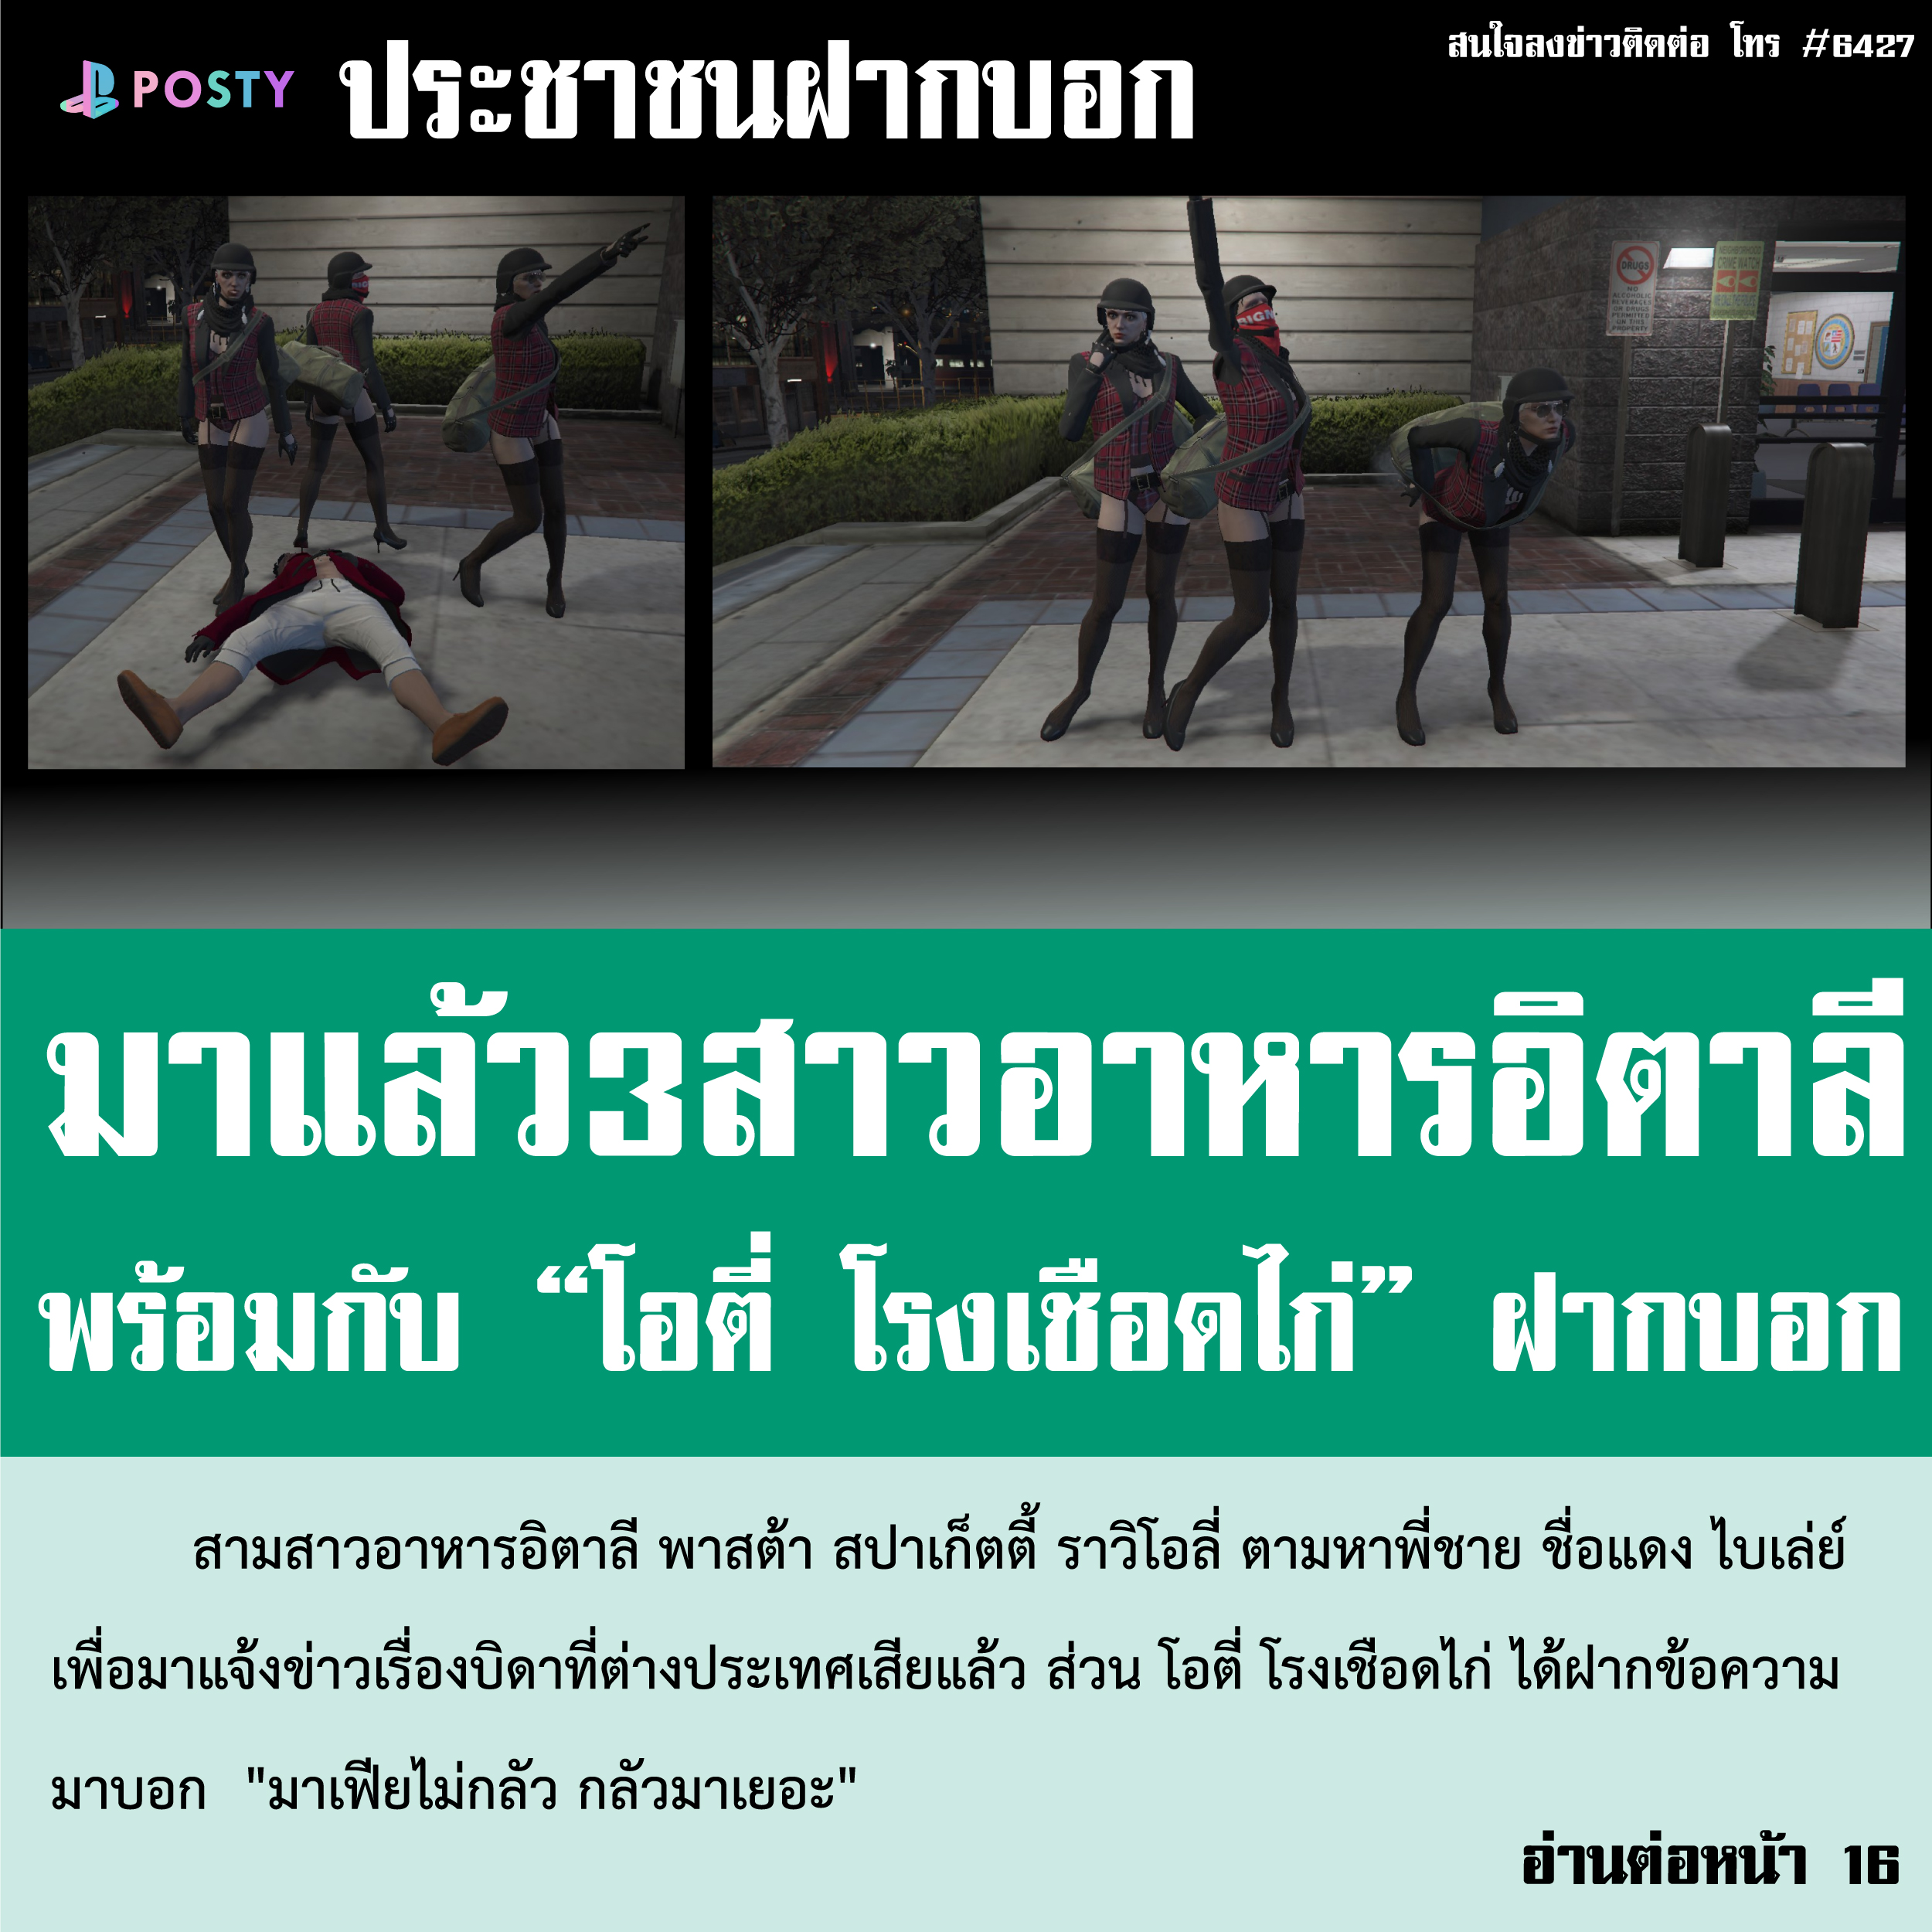 สนใจลงข่าวติดต่อ โทร #6427
POSTY ประชาชนฝากบอก
BIGN
DRUGS
NO
ALCOHOLIC
BEVERAGES
OR DRUGS
PERMITTED
ON THIS
PROPERTY
NEIGHBORHOOD
CRIME WATCH
BIGN
มาแล้ว3สาวอาหารอิตาลี
พร้อมกับ “โอตี่ โรงเชือดไก่” ฝากบอก
สามสาวอาหารอิตาลี พาสต้า สปาเก็ตตี้ ราวิโอลี่ ตามหาพี่ชาย ชื่อแดง ไบเล่ย์
เพื่อมาแจ้งข่าวเรื่องบิดาที่ต่างประเทศเสียแล้ว ส่วน โอตี่ โรงเชือดไก่ ได้ฝากข้อความ
มาบอก "มาเฟียไม่กลัว กลัวมาเยอะ"
อ่านต่อหน้า 16